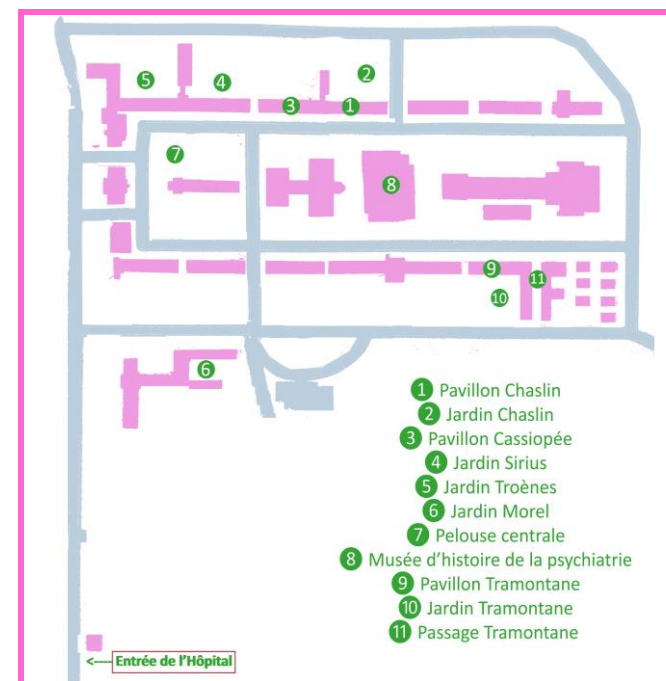 5
4
2
3
1
7
8
9
10
11
6
1 Pavillon Chaslin
2 Jardin Chaslin
3 Pavillon Cassiopée
4 Jardin Sirius
5 Jardin Troènes
6 Jardin Morel
7 Pelouse centrale
8 Musée d'histoire de la psychiatrie
9 Pavillon Tramontane
10 Jardin Tramontane
11 Passage Tramontane
<---- Entrée de l'Hôpital